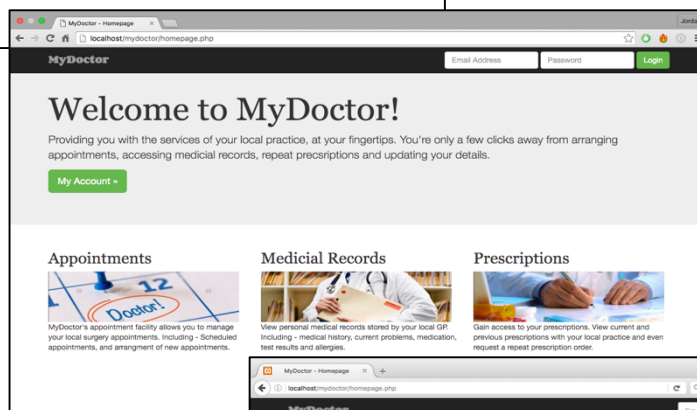 MyDoctor - Homepage
Jorda
localhost/mydoctor/homepage.php
MyDoctor
Email Address
Password
Login
Welcome to MyDoctor!
Providing you with the services of your local practice, at your fingertips. You're only a few clicks away from arranging
appointments, accessing medicial records, repeat precsriptions and updating your details.
My Account »
Appointments
Medicial Records
Prescriptions
12
Doctor!
MyDoctor's appointment facility allows you to manage
your local surgery appointments. Including - Scheduled
appointments, and arrangment of new appointments.
View personal medical records stored by your local GP.
Including - medical history, current problems, medication,
test results and allergies.
Gain access to your prescriptions. View current and
previous prescriptions with your local practice and even
request a repeat prescription order.
MyDoctor - Homepage
localhost/mydoctor/homepage.php
MyDoctor